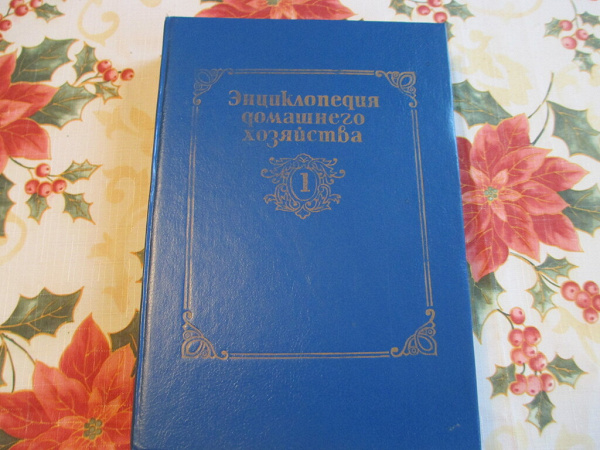 Энциклопедия
домашнего
хозяйства
1